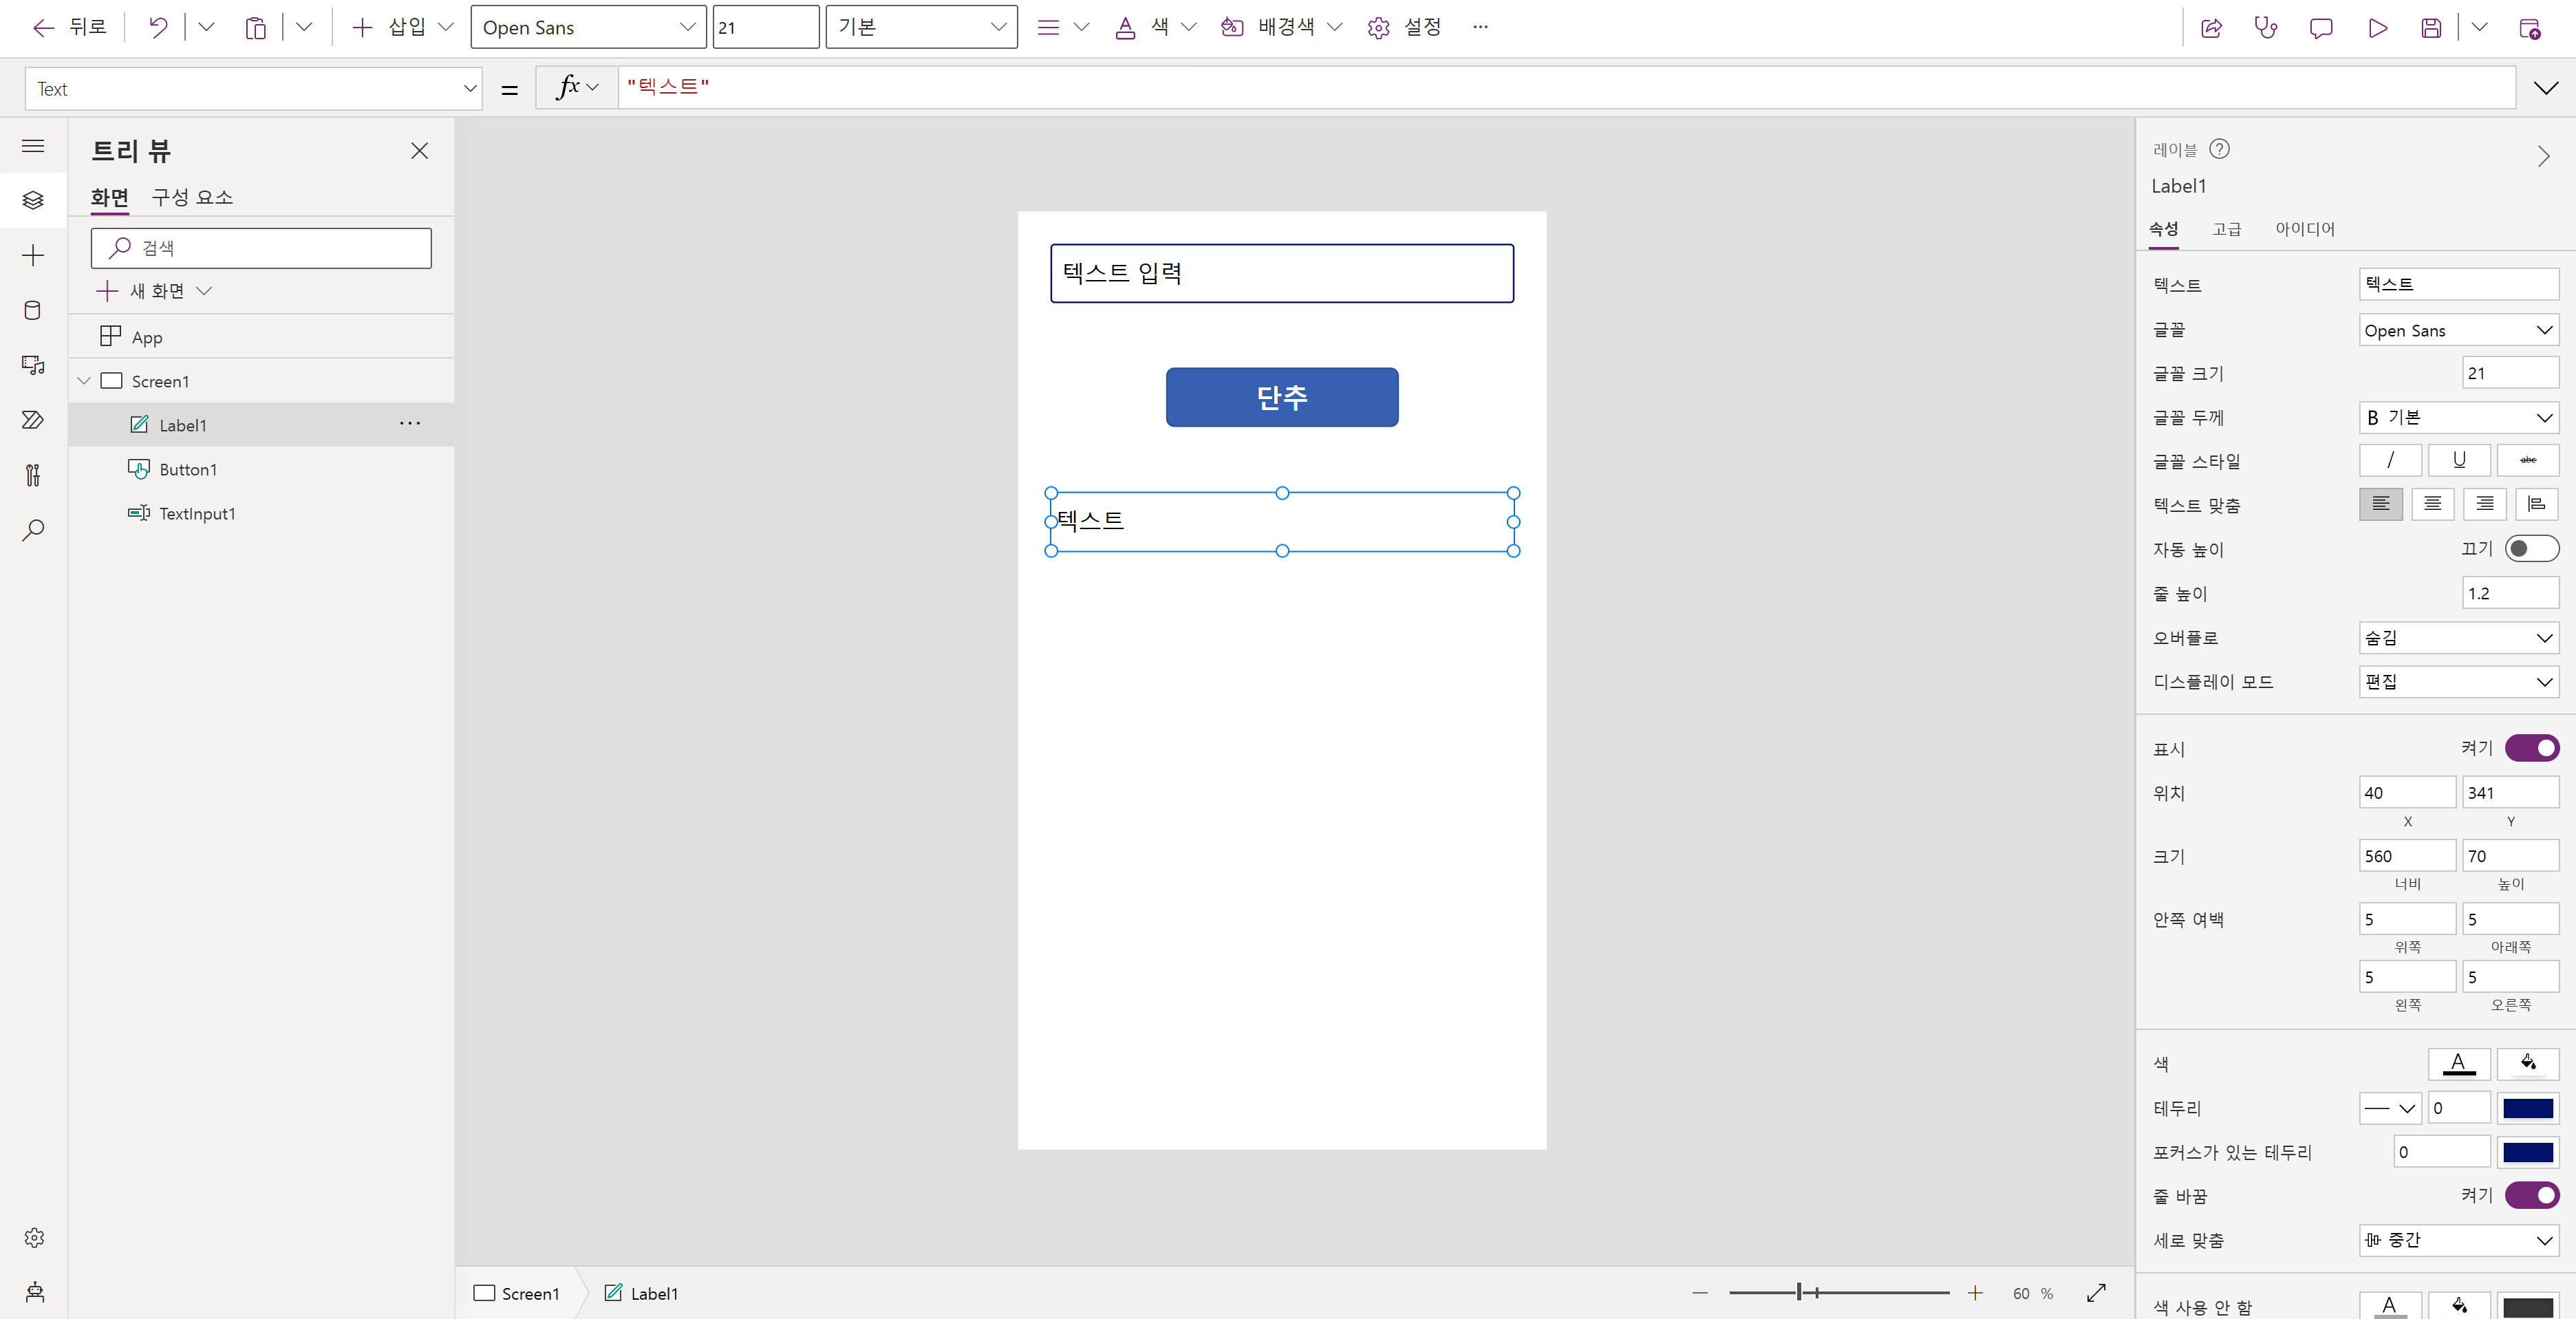 뒤로
삽입
Open Sans
21
기본
색
배경색
설정
Text
=
fx
"텍스트"
트리 뷰
화면 구성 요소
검색
새 화면
App
Screen1
Label1
Button1
TextInput1
텍스트 입력
단추
텍스트
Screen1
Label1
60 %
레이블
Label1
속성 고급 아이디어
텍스트 텍스트
글꼴 Open Sans
글꼴 크기 21
글꼴 두께 B 기본
글꼴 스타일 / U abc
텍스트 맞춤
자동 높이 끄기
줄 높이 1.2
오버플로 숨김
디스플레이 모드 편집
표시 켜기
위치 40 341
X Y
크기 560 70
너비 높이
안쪽 여백 5 5
위쪽 아래쪽
5 5
왼쪽 오른쪽
색 A
테두리 0
포커스가 있는 테두리 0
줄 바꿈 켜기
세로 맞춤 중간
색 사용 안 함 A